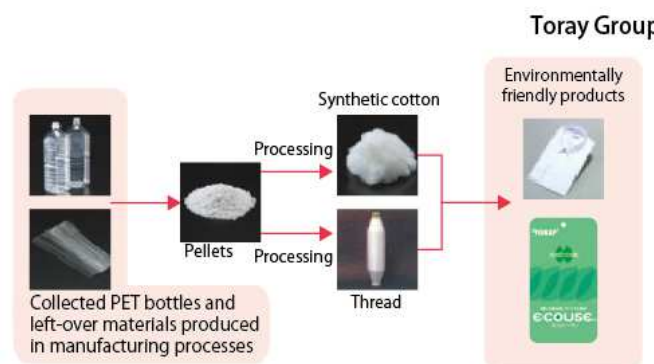 Toray Group
Environmentally
friendly products
Synthetic cotton
Processing
Pellets
Processing
Thread
Collected PET bottles and
left-over materials produced
in manufacturing processes
"TORAY"
ECOUSE